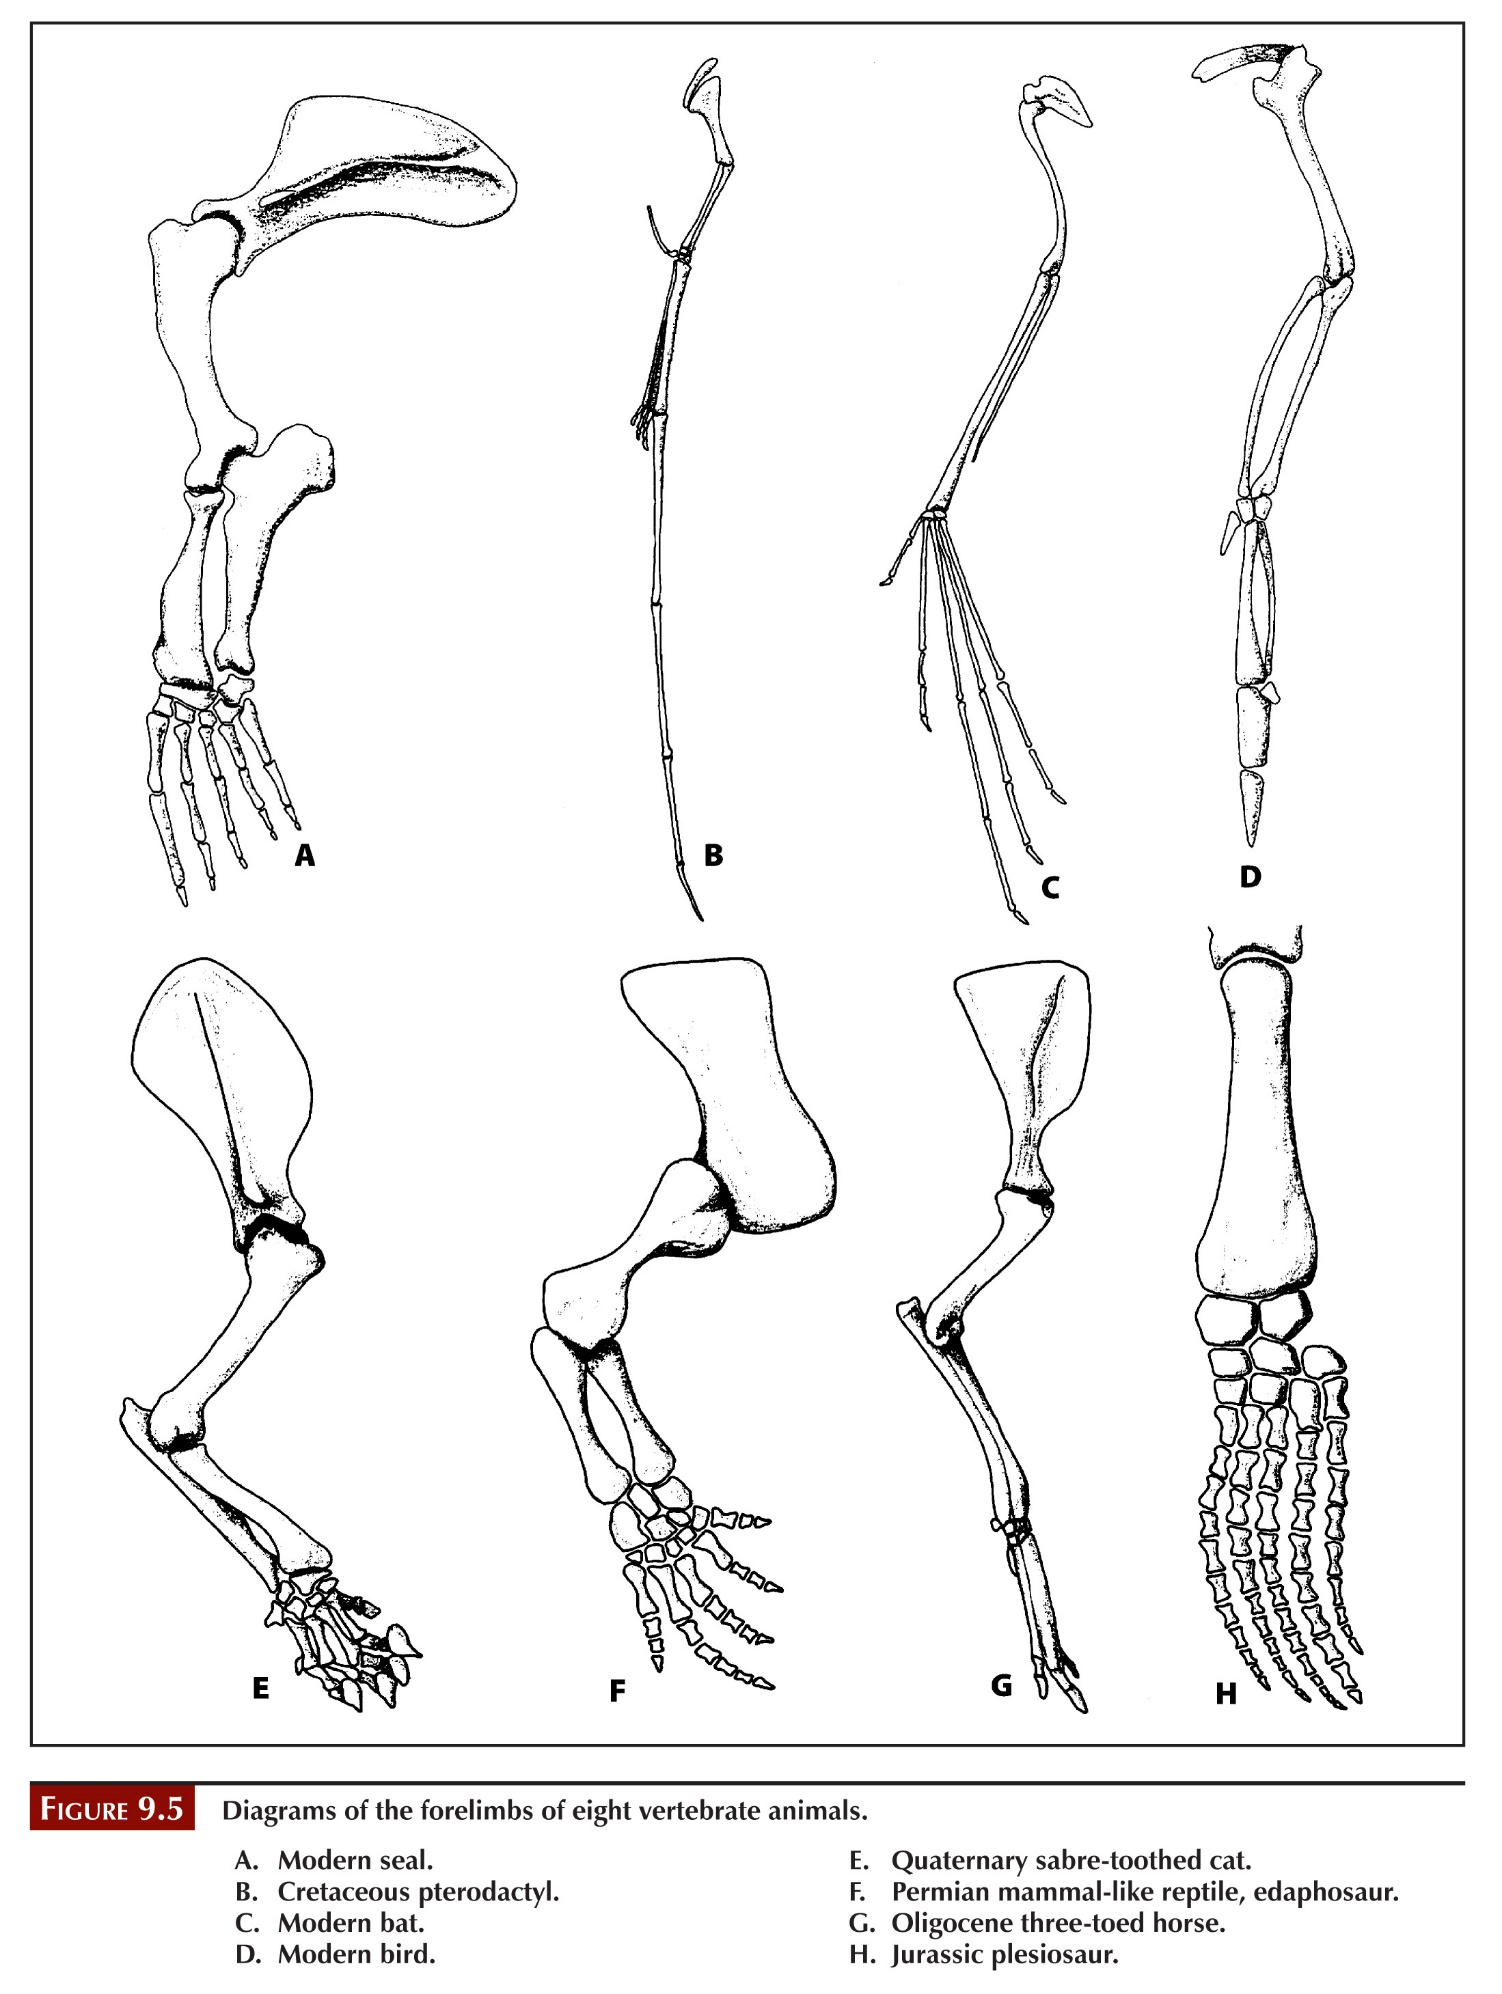 A
B
C
D
E
F
G
H
FIGURE 9.5 Diagrams of the forelimbs of eight vertebrate animals.
A. Modern seal.
B. Cretaceous pterodactyl.
C. Modern bat.
D. Modern bird.
E. Quaternary sabre-toothed cat.
F. Permian mammal-like reptile, edaphosaur.
G. Oligocene three-toed horse.
H. Jurassic plesiosaur.